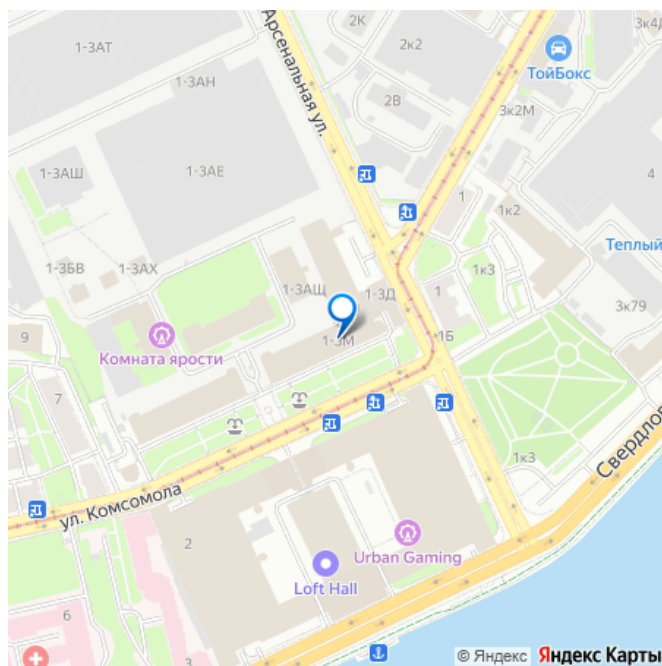 2К
3к4Д
1-3АТ
2к2
ТойБокс
Арсенальная ул.
1-3АН
2В
3к2М
1-3АШ
1-3АЕ
4
1
1к2
Теплый
1-3БВ
1-3АХ
1к3
1-3АЩ
1-3Д
1
3к79
9
Комната ярости
1-3М
1Б
7
1к3
Свердлов
ул. Комсомола
2
Urban Gaming
Loft Hall
6
3
© Яндекс Яндекс Карты